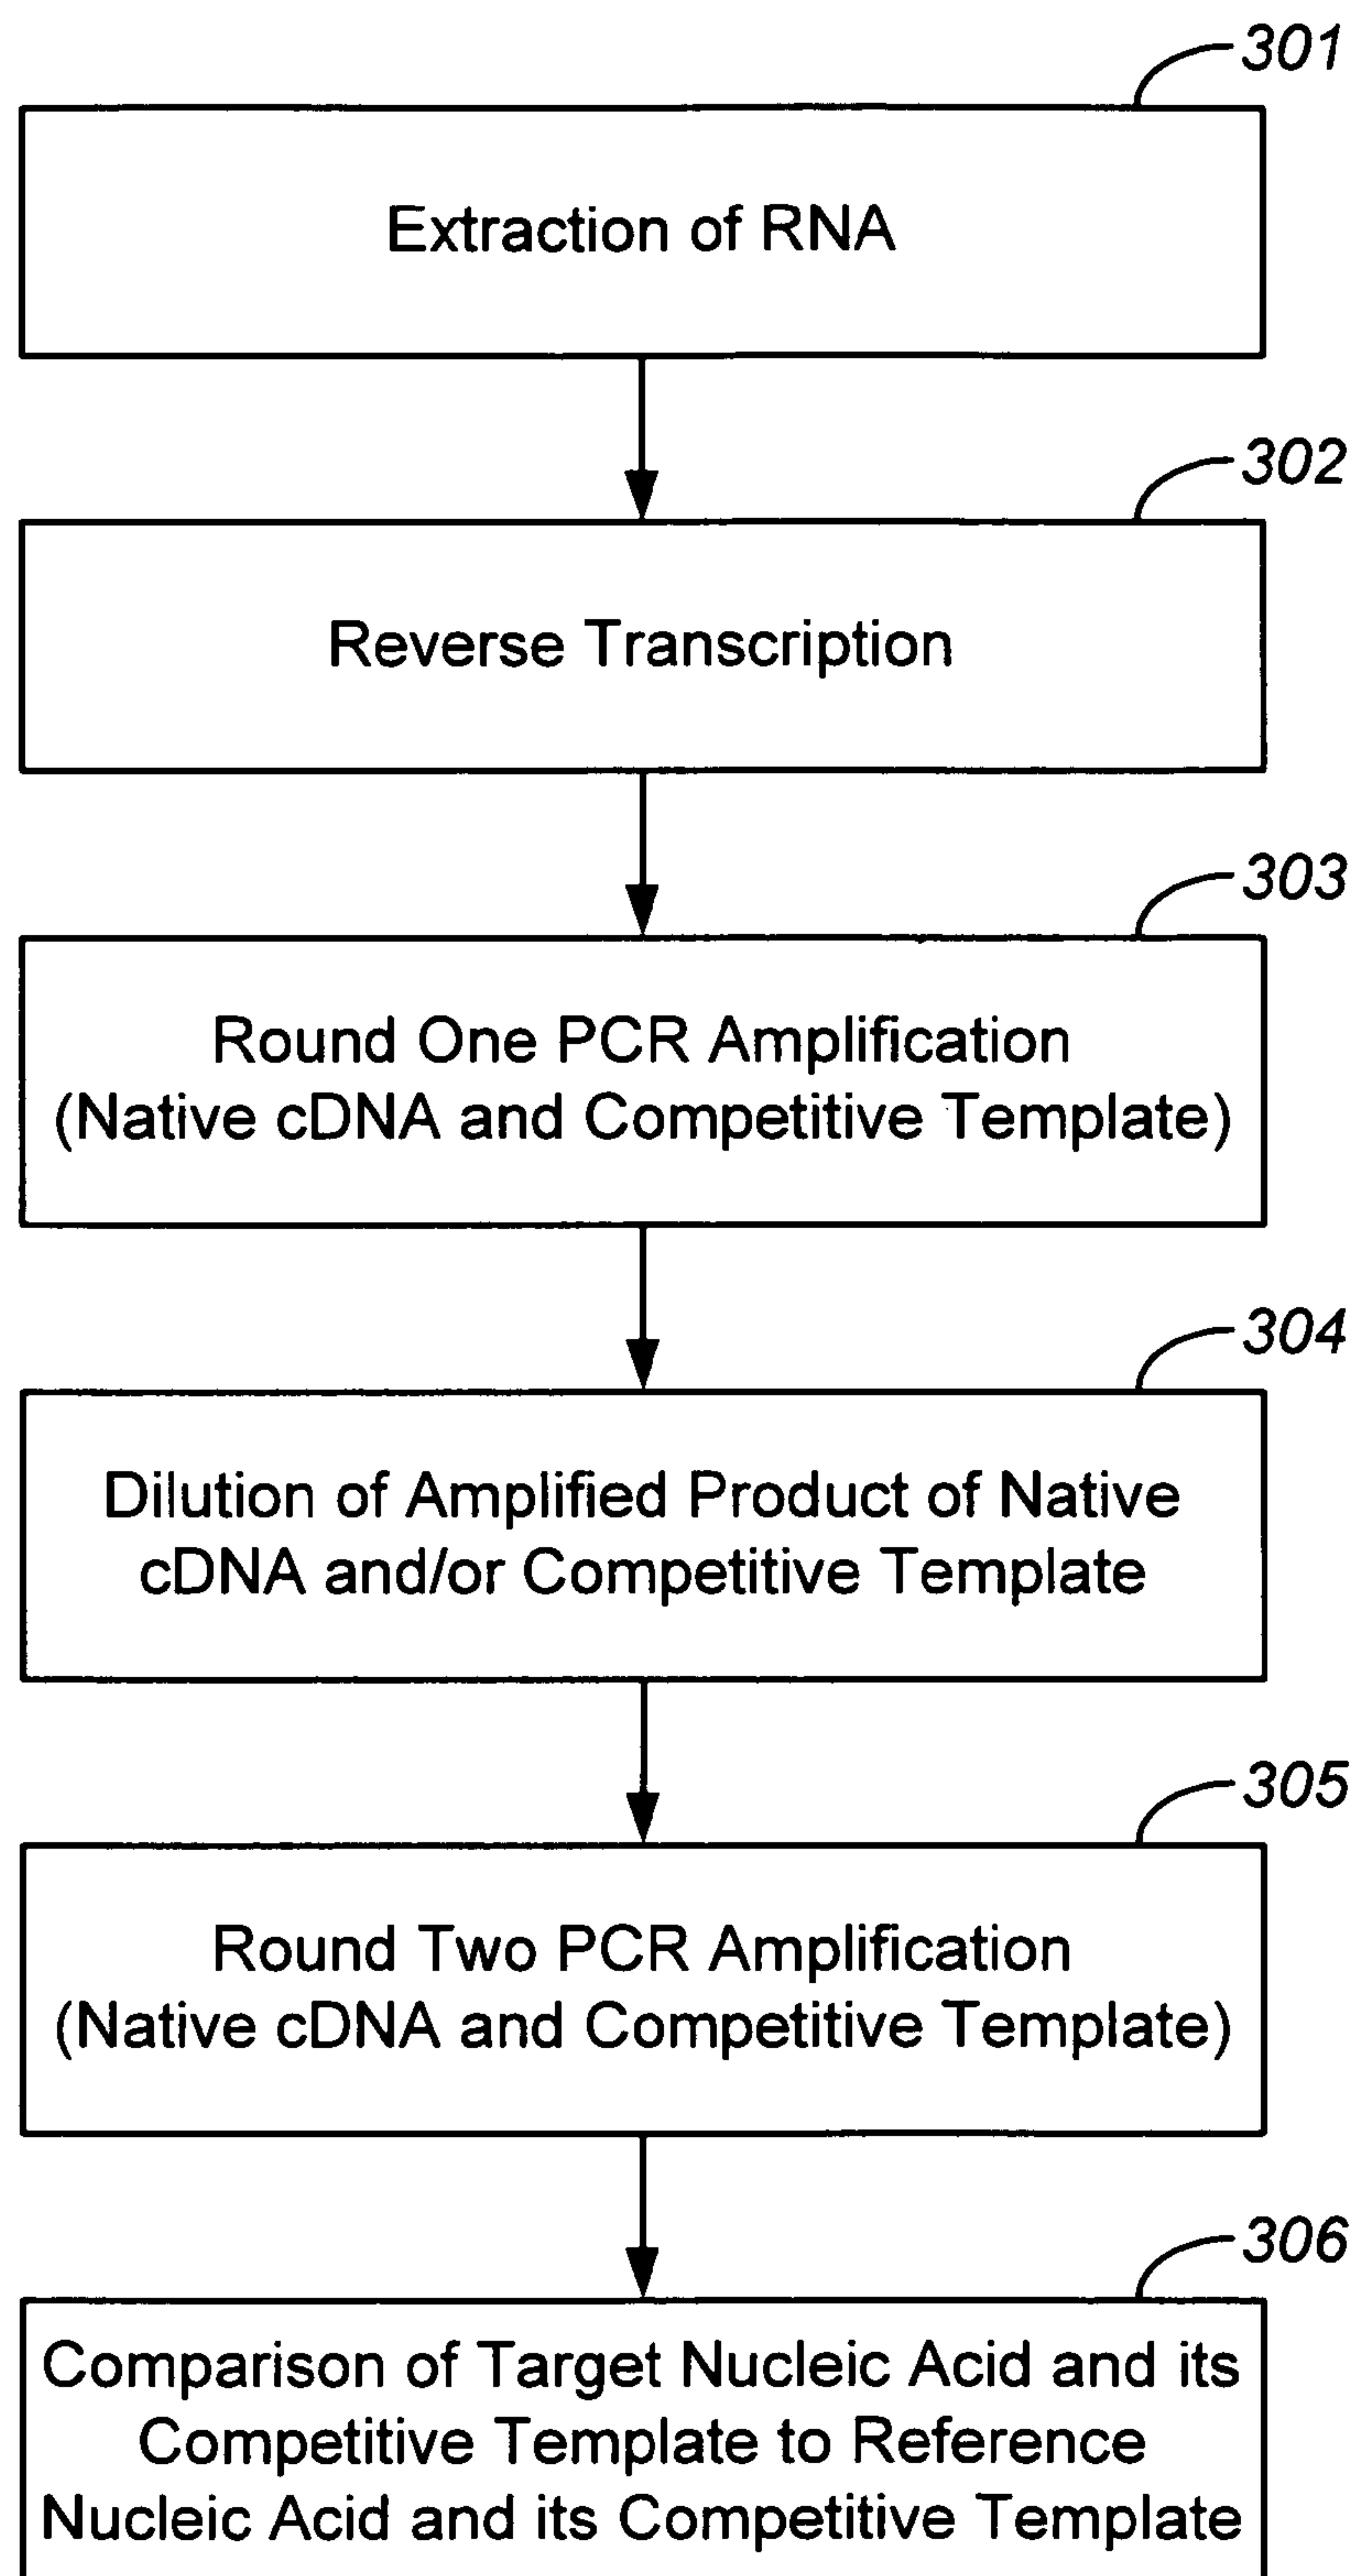 301
Extraction of RNA
302
Reverse Transcription
303
Round One PCR Amplification
(Native cDNA and Competitive Template)
304
Dilution of Amplified Product of Native
cDNA and/or Competitive Template
305
Round Two PCR Amplification
(Native cDNA and Competitive Template)
306
Comparison of Target Nucleic Acid and its
Competitive Template to Reference
Nucleic Acid and its Competitive Template